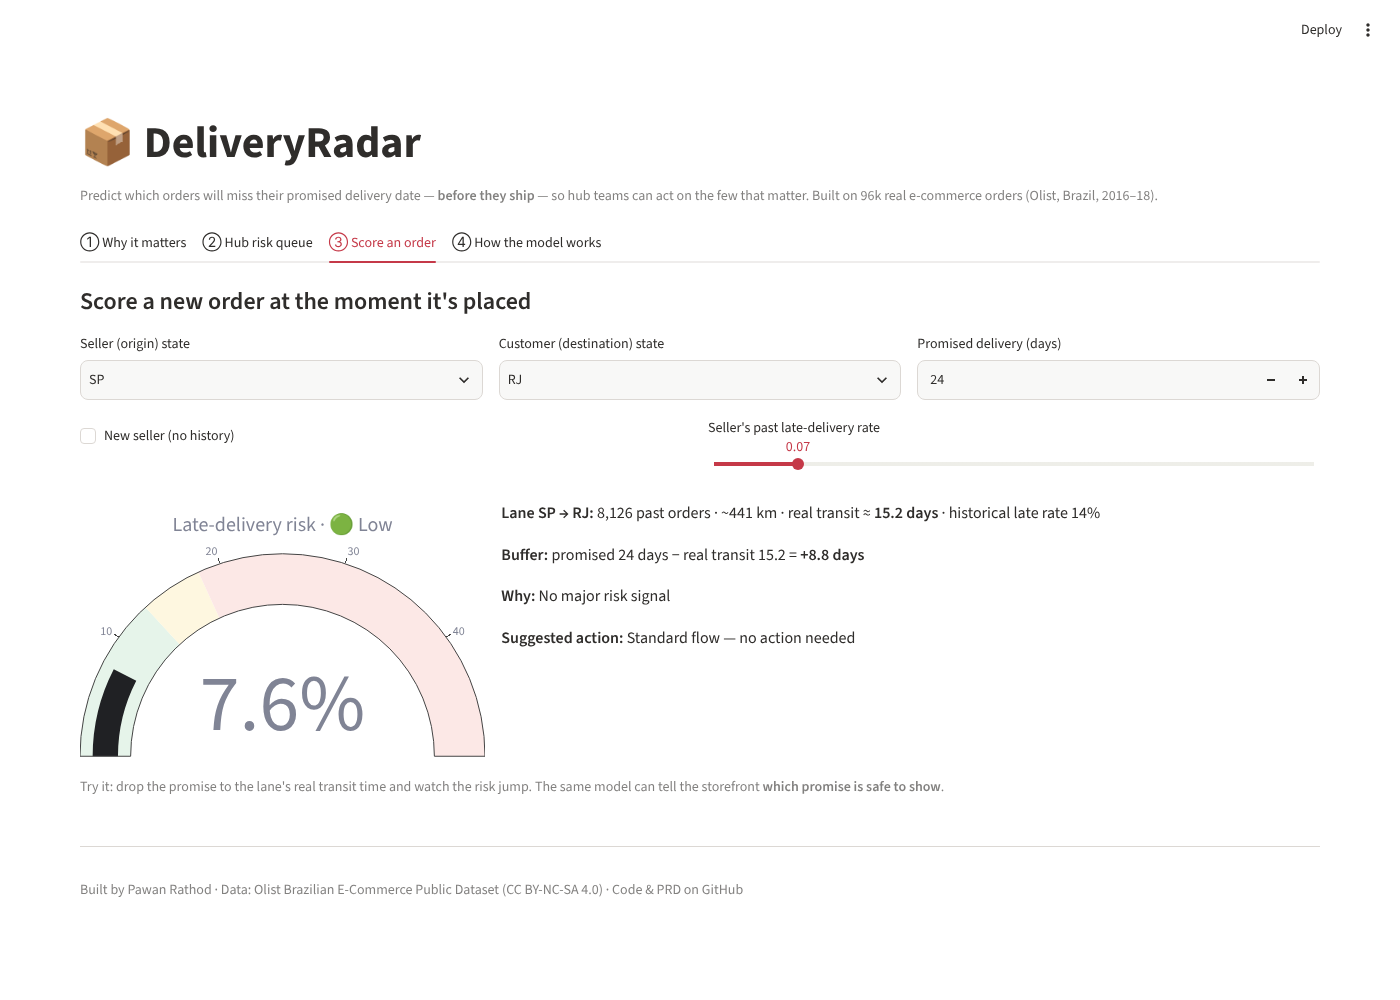 Deploy
DeliveryRadar
Predict which orders will miss their promised delivery date — before they ship — so hub teams can act on the few that matter. Built on 96k real e-commerce orders (Olist, Brazil, 2016–18).
① Why it matters ② Hub risk queue ③ Score an order ④ How the model works
Score a new order at the moment it's placed
Seller (origin) state Customer (destination) state Promised delivery (days)
SP RJ 24
New seller (no history)
Seller's past late-delivery rate
0.07
Late-delivery risk · 🟢 Low
10
20
30
40
7.6%
Lane SP → RJ: 8,126 past orders · ~441 km · real transit ≈ 15.2 days · historical late rate 14%
Buffer: promised 24 days − real transit 15.2 = +8.8 days
Why: No major risk signal
Suggested action: Standard flow — no action needed
Try it: drop the promise to the lane's real transit time and watch the risk jump. The same model can tell the storefront which promise is safe to show.
Built by Pawan Rathod · Data: Olist Brazilian E-Commerce Public Dataset (CC BY-NC-SA 4.0) · Code & PRD on GitHub